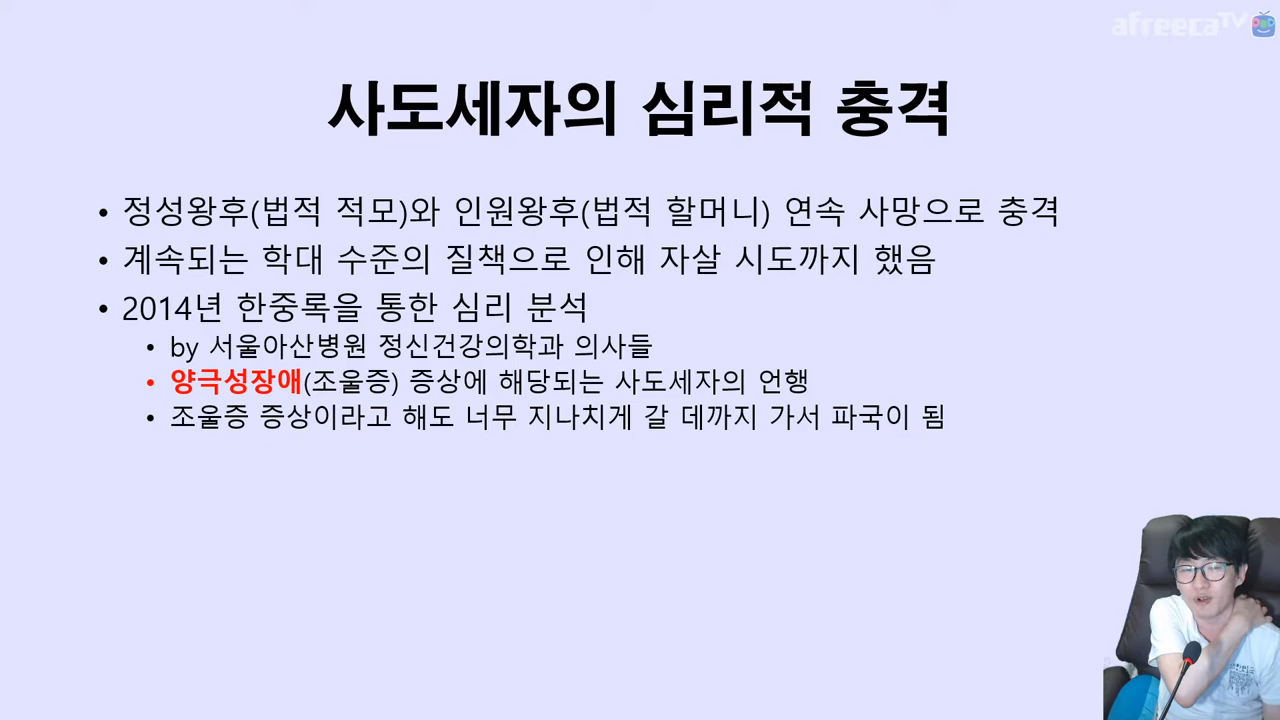 afreecaTV
사도세자의 심리적 충격
• 정성왕후(법적 적모)와 인원왕후(법적 할머니) 연속 사망으로 충격
• 계속되는 학대 수준의 질책으로 인해 자살 시도까지 했음
• 2014년 한중록을 통한 심리 분석
• by 서울아산병원 정신건강의학과 의사들
• 양극성장애(조울증) 증상에 해당되는 사도세자의 언행
• 조울증 증상이라고 해도 너무 지나치게 갈 데까지 가서 파국이 됨